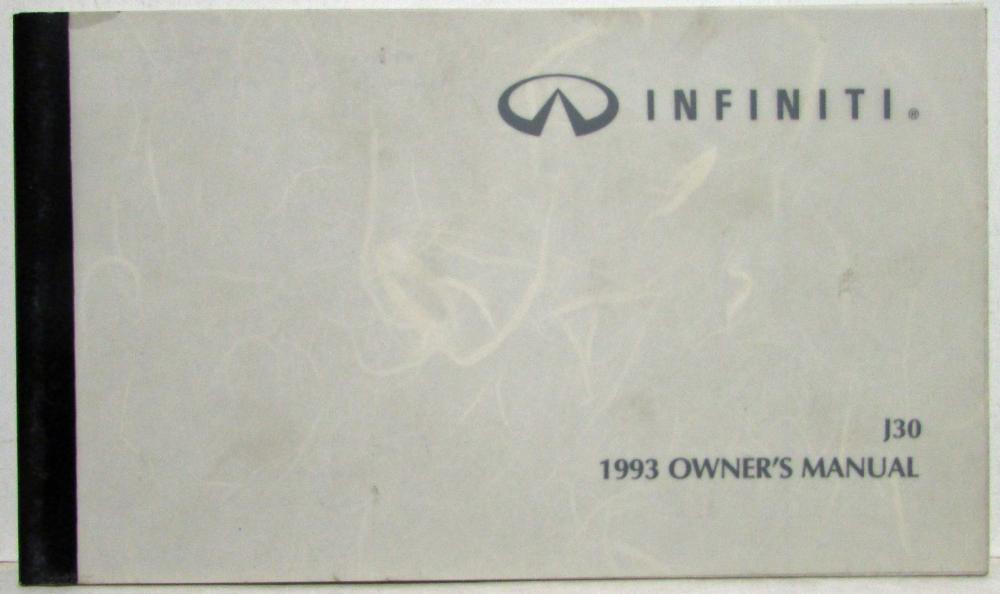 INFINITI®
J30
1993 OWNER'S MANUAL